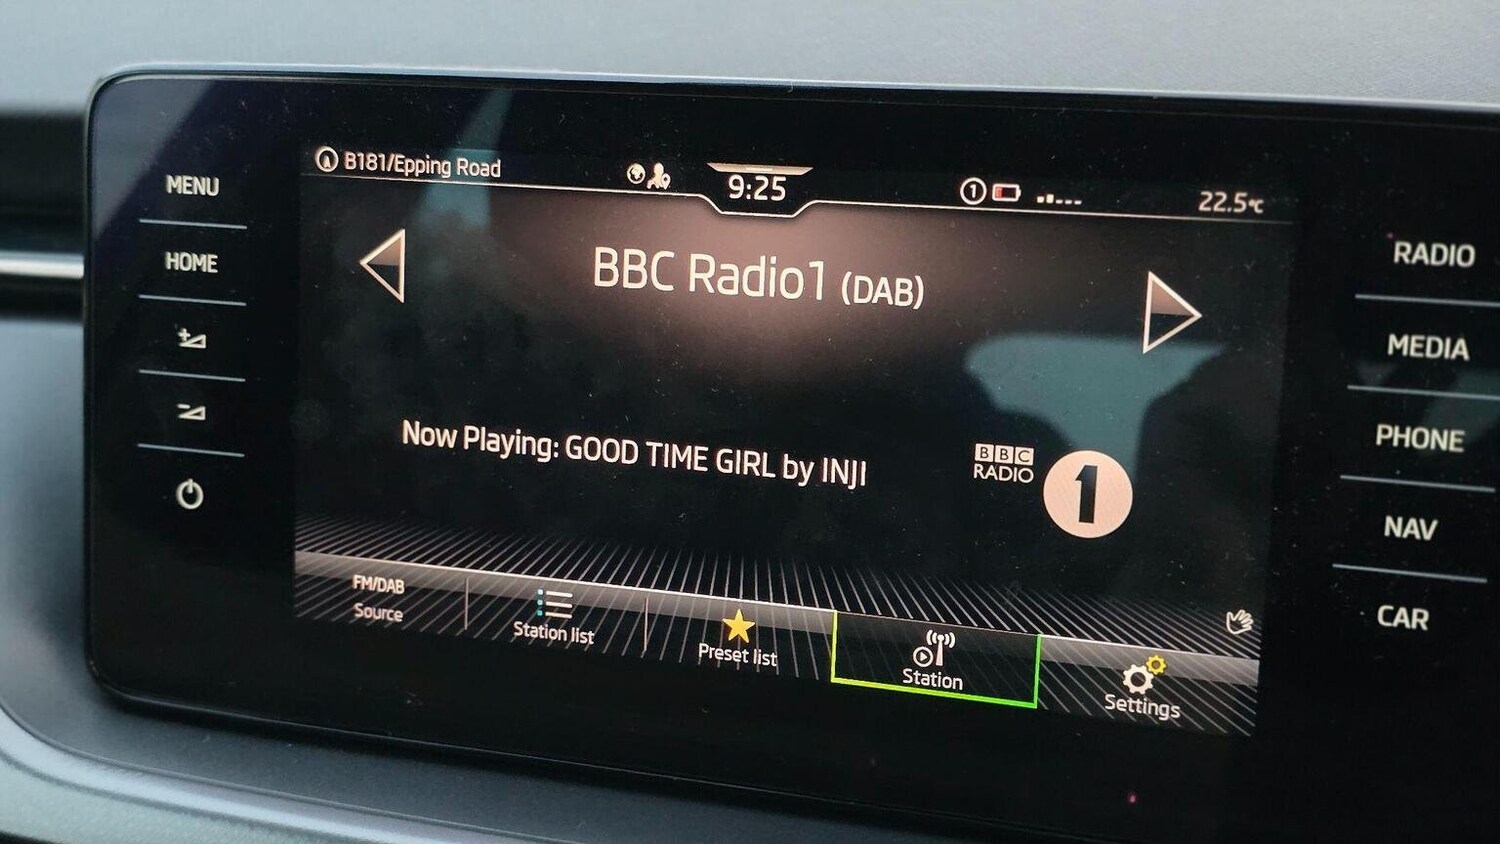 MENU
HOME
B181/Epping Road
9:25
1
22.5°C
BBC Radio1 (DAB)
Now Playing: GOOD TIME GIRL by INJI
BBC
RADIO
1
FM/DAB
Source
Station list
Preset list
Station
Settings
RADIO
MEDIA
PHONE
NAV
CAR